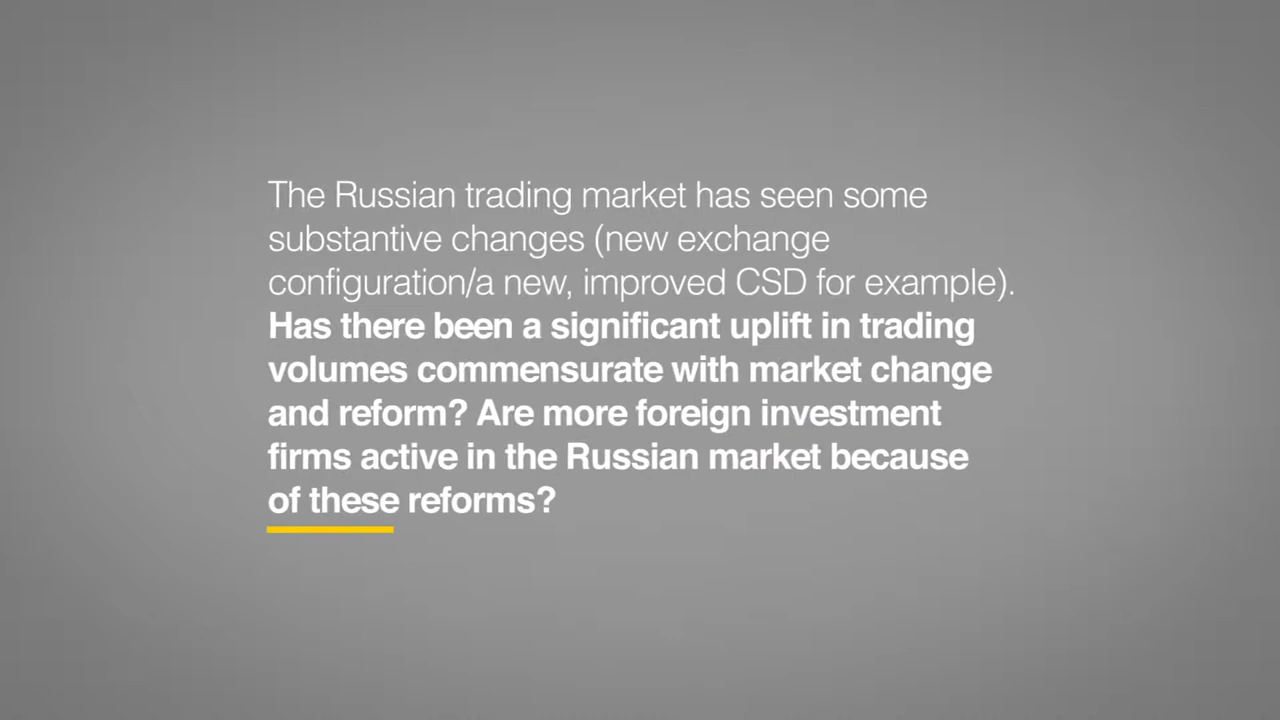 The Russian trading market has seen some
substantive changes (new exchange
configuration/a new, improved CSD for example).
Has there been a significant uplift in trading
volumes commensurate with market change
and reform? Are more foreign investment
firms active in the Russian market because
of these reforms?